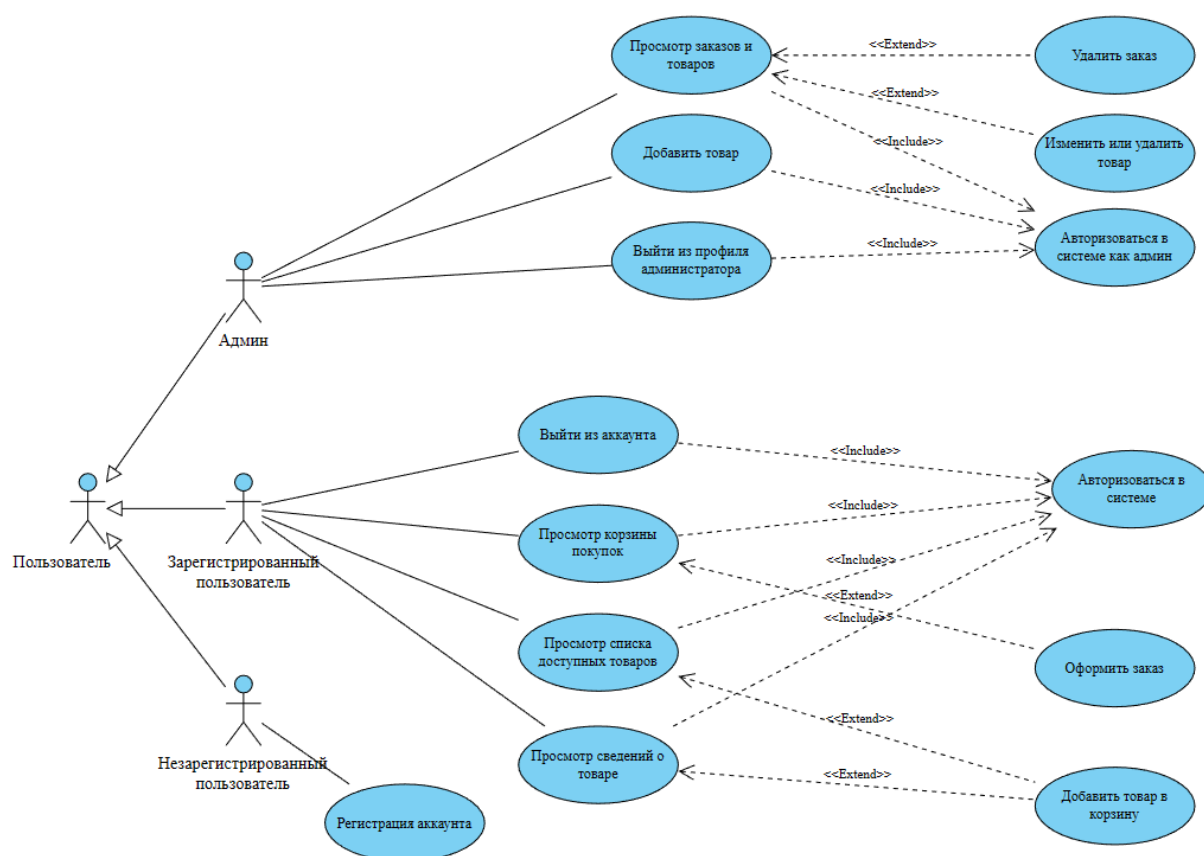 Просмотр заказов и
товаров
<<Extend>>
Удалить заказ
<<Extend>>
Добавить товар
<<Include>>
Изменить или удалить
товар
<<Include>>
Выйти из профиля
администратора
<<Include>>
Авторизоваться в
системе как админ
Админ
Выйти из аккаунта
<<Include>>
Авторизоваться в
системе
Пользователь
Зарегистрированный
пользователь
Просмотр корзины
покупок
<<Include>>
<<Include>>
<<Extend>>
<<Include>>
Просмотр списка
доступных товаров
Оформить заказ
<<Extend>>
Незарегистрированный
пользователь
Просмотр сведений о
товаре
<<Extend>>
Добавить товар в
корзину
Регистрация аккаунта